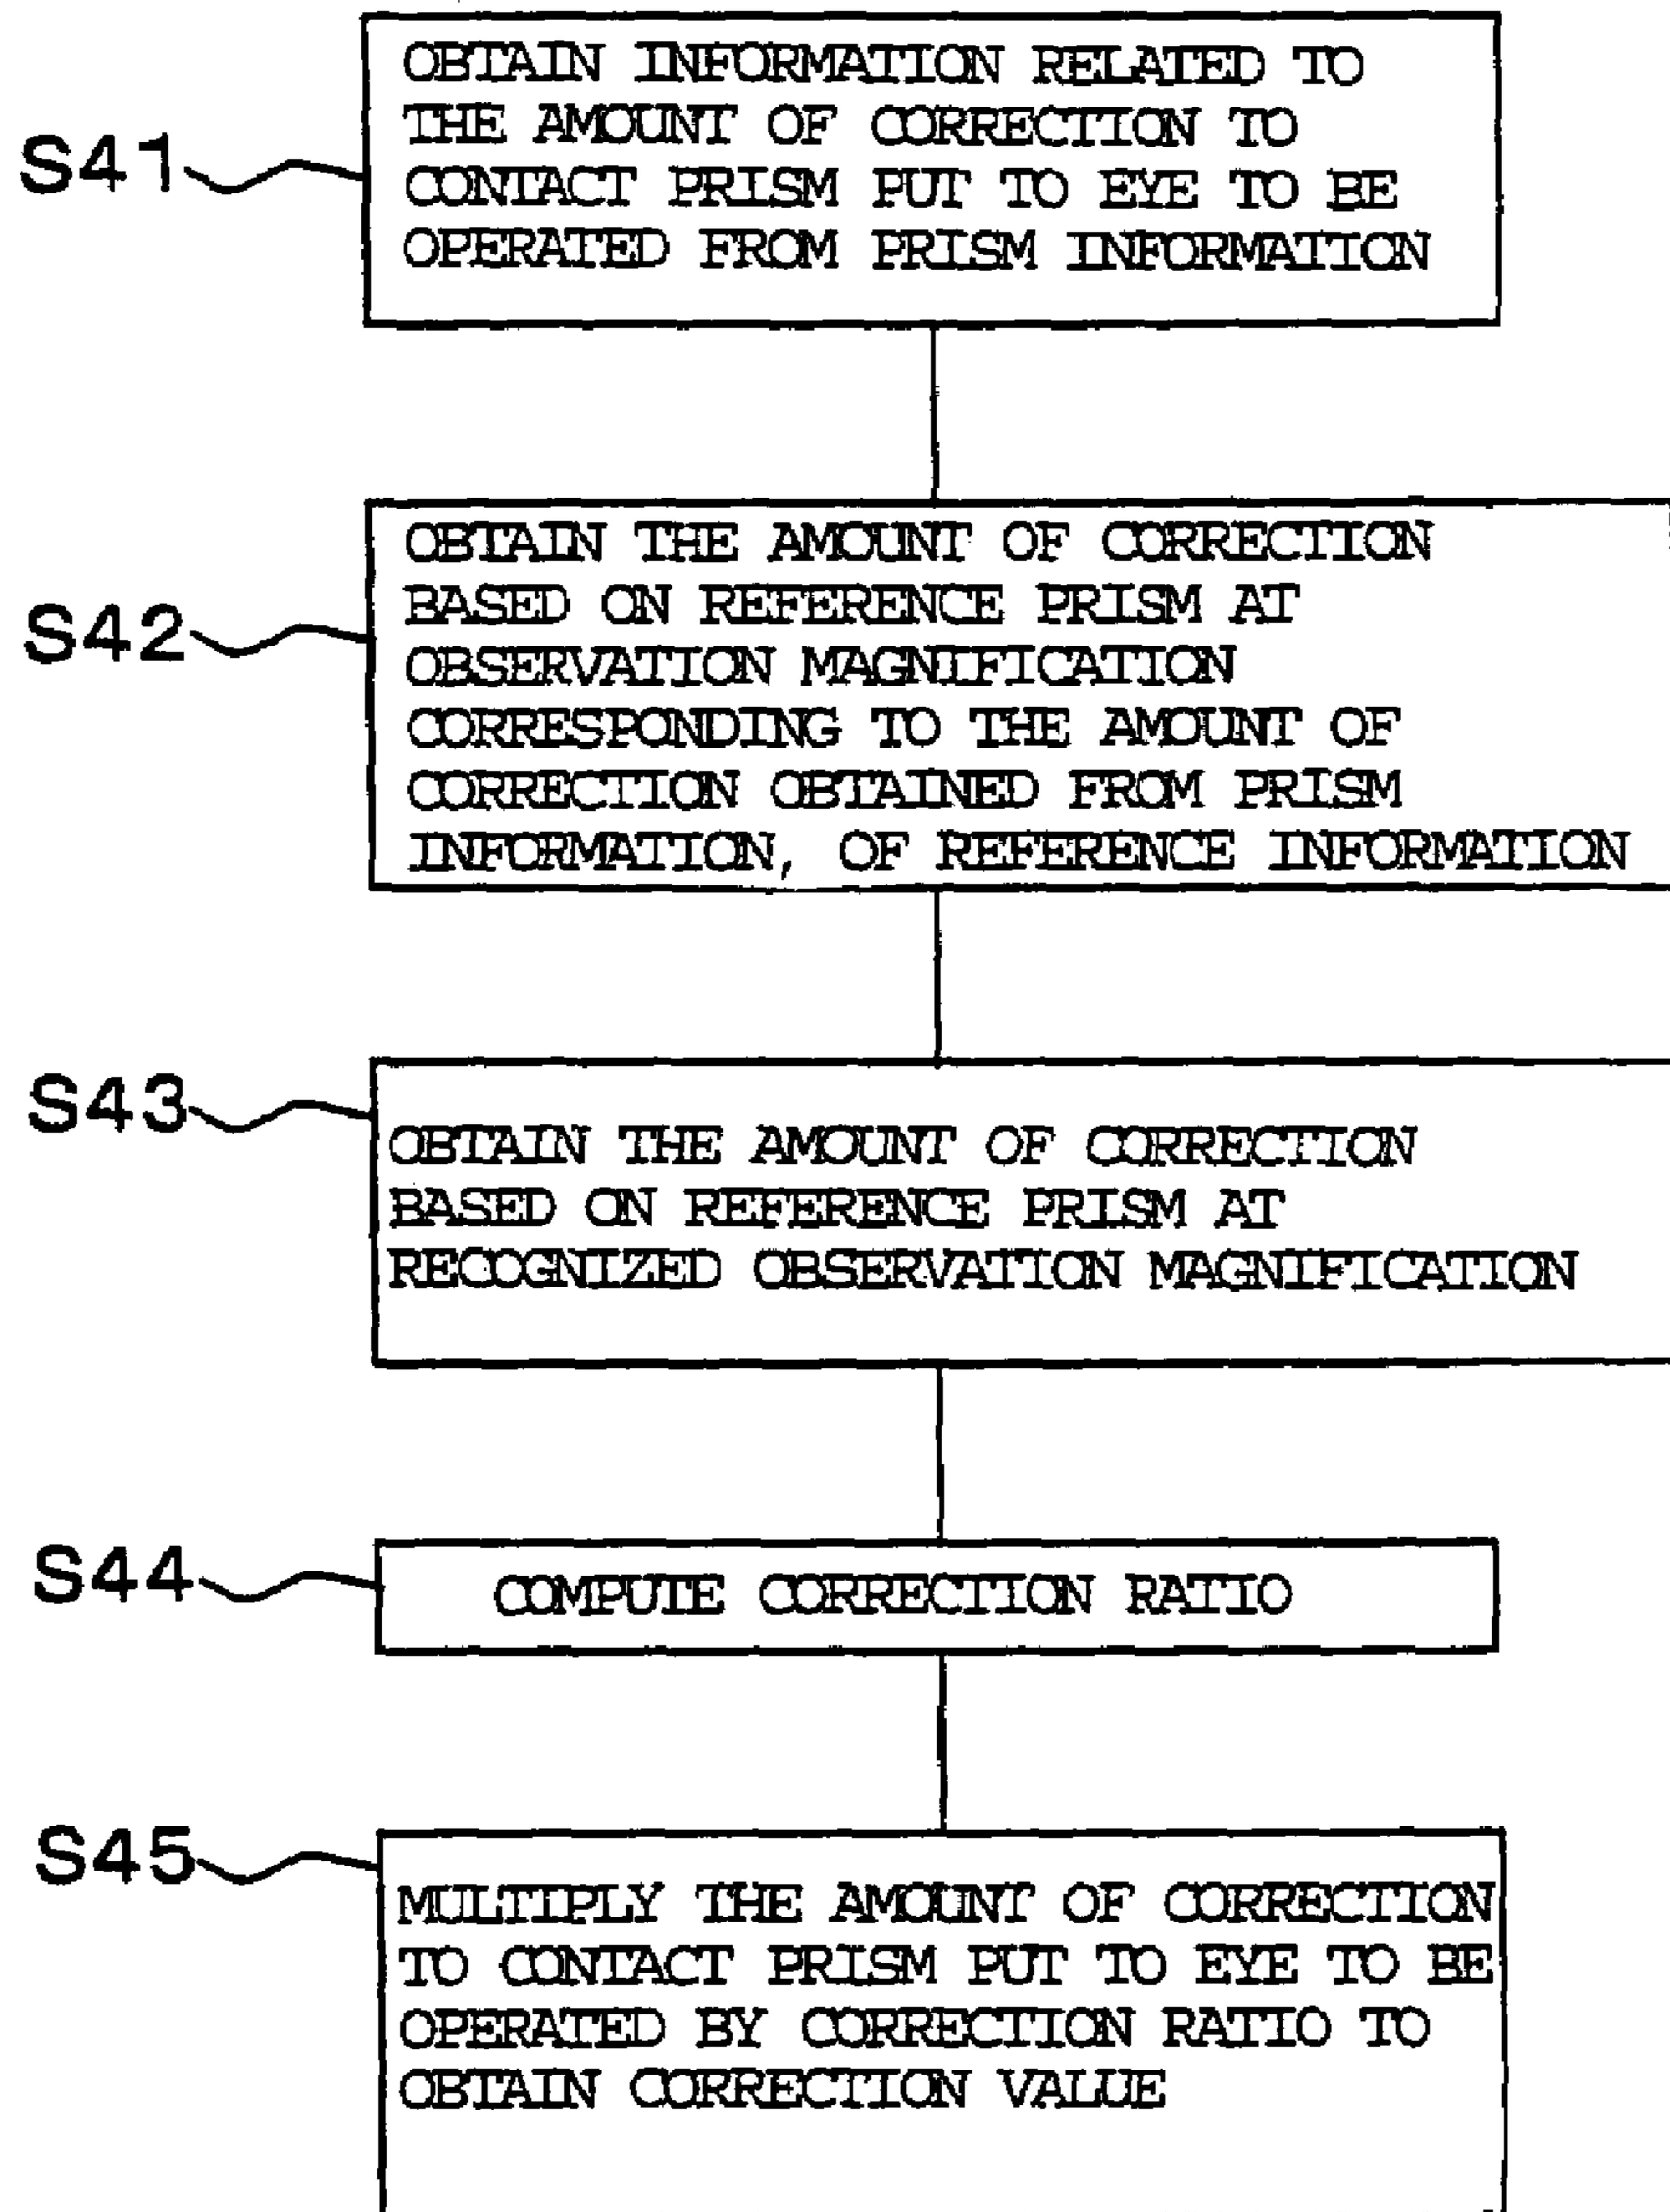 S41
OBTAIN INFORMATION RELATED TO
THE AMOUNT OF CORRECTION TO
CONTACT PRISM PUT TO EYE TO BE
OPERATED FROM PRISM INFORMATION
S42
OBTAIN THE AMOUNT OF CORRECTION
BASED ON REFERENCE PRISM AT
OBSERVATION MAGNIFICATION
CORRESPONDING TO THE AMOUNT OF
CORRECTION OBTAINED FROM PRISM
INFORMATION, OF REFERENCE INFORMATION
S43
OBTAIN THE AMOUNT OF CORRECTION
BASED ON REFERENCE PRISM AT
RECOGNIZED OBSERVATION MAGNIFICATION
S44
COMPUTE CORRECTION RATIO
S45
MULTIPLY THE AMOUNT OF CORRECTION
TO CONTACT PRISM PUT TO EYE TO BE
OPERATED BY CORRECTION RATIO TO
OBTAIN CORRECTION VALUE